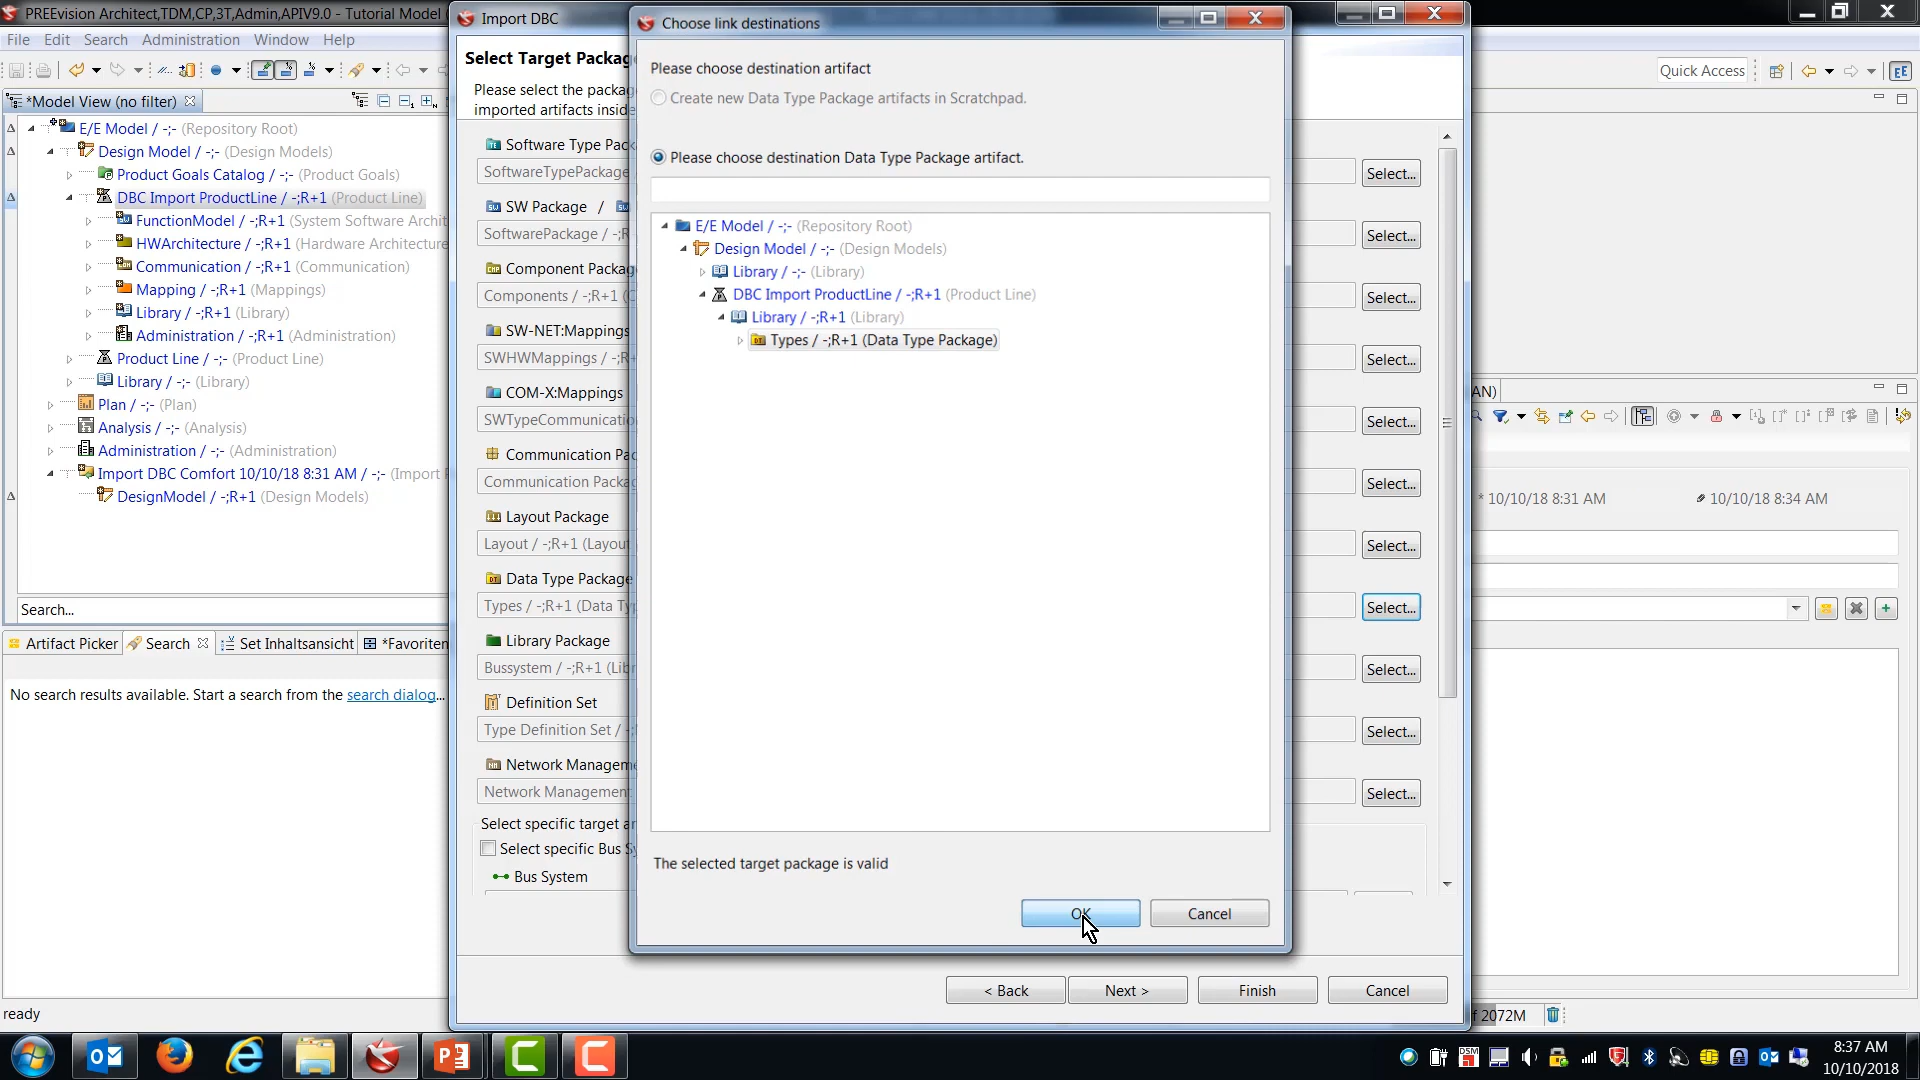 PREEvision Architect,TDM,CP,3T,Admin,APIV9.0 - Tutorial Model
File Edit Search Administration Window Help
Quick Access
*Model View (no filter)
E/E Model / -;- (Repository Root)
Design Model / -;- (Design Models)
Product Goals Catalog / -;- (Product Goals)
DBC Import ProductLine / -;R+1 (Product Line)
FunctionModel / -;R+1 (System Software Archit
HWArchitecture / -;R+1 (Hardware Architecture
Communication / -;R+1 (Communication)
Mapping / -;R+1 (Mappings)
Library / -;R+1 (Library)
Administration / -;R+1 (Administration)
Product Line / -;- (Product Line)
Library / -;- (Library)
Plan / -;- (Plan)
Analysis / -;- (Analysis)
Administration / -;- (Administration)
Import DBC Comfort 10/10/18 8:31 AM / -;- (Import
DesignModel / -;R+1 (Design Models)
Search...
Artifact Picker Search Set Inhaltsansicht *Favoriten
No search results available. Start a search from the search dialog...
ready
Import DBC
Select Target Packag
Please select the packag
imported artifacts inside
Software Type Pac
SoftwareTypePackage
Select...
SW Package /
SoftwarePackage / -;R
Select...
Component Packag
Components / -;R+1 (
Select...
SW-NET:Mappings
SWHWMappings / -;R
Select...
COM-X:Mappings
SWTypeCommunicatio
Select...
Communication Pac
Communication Packa
Select...
Layout Package
Layout / -;R+1 (Layou
Select...
Data Type Package
Types / -;R+1 (Data Ty
Select...
Library Package
Bussystem / -;R+1 (Lib
Select...
Definition Set
Type Definition Set / -
Select...
Network Manageme
Network Management
Select...
Select specific target ar
Select specific Bus S
Bus System
< Back Next > Finish Cancel
Choose link destinations
Please choose destination artifact
Create new Data Type Package artifacts in Scratchpad.
Please choose destination Data Type Package artifact.
E/E Model / -;- (Repository Root)
Design Model / -;- (Design Models)
Library / -;- (Library)
DBC Import ProductLine / -;R+1 (Product Line)
Library / -;R+1 (Library)
Types / -;R+1 (Data Type Package)
The selected target package is valid
OK Cancel
AN)
* 10/10/18 8:31 AM 10/10/18 8:34 AM
f 2072M
8:37 AM
10/10/2018